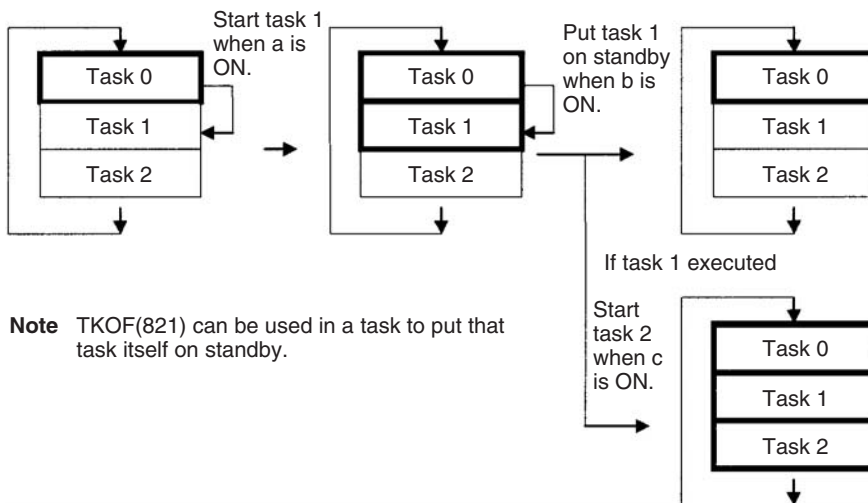 Start task 1
when a is
ON.
Task 0
Task 1
Task 2
Task 0
Task 1
Task 2
Put task 1
on standby
when b is
ON.
Task 0
Task 1
Task 2
If task 1 executed
Start
task 2
when c
is ON.
Task 0
Task 1
Task 2
Note TKOF(821) can be used in a task to put that
task itself on standby.